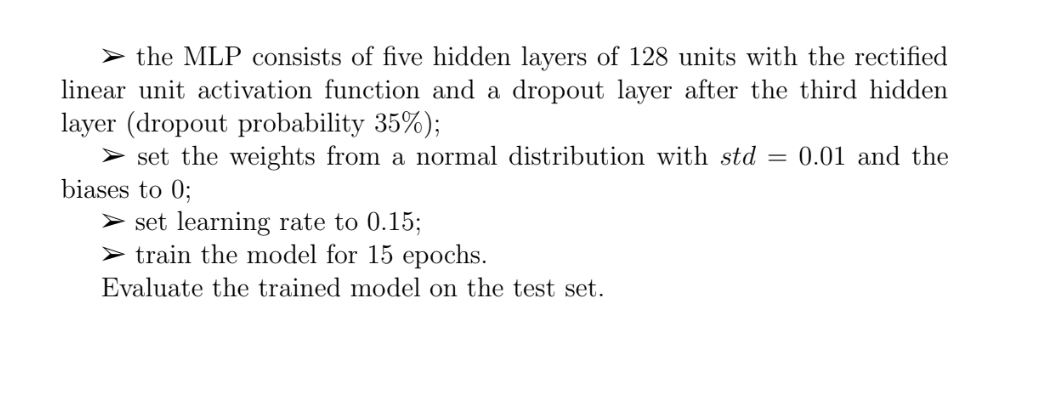 ➢ the MLP consists of five hidden layers of 128 units with the rectified
linear unit activation function and a dropout layer after the third hidden
layer (dropout probability 35%);
➢ set the weights from a normal distribution with std = 0.01 and the
biases to 0;
➢ set learning rate to 0.15;
➢ train the model for 15 epochs.
Evaluate the trained model on the test set.